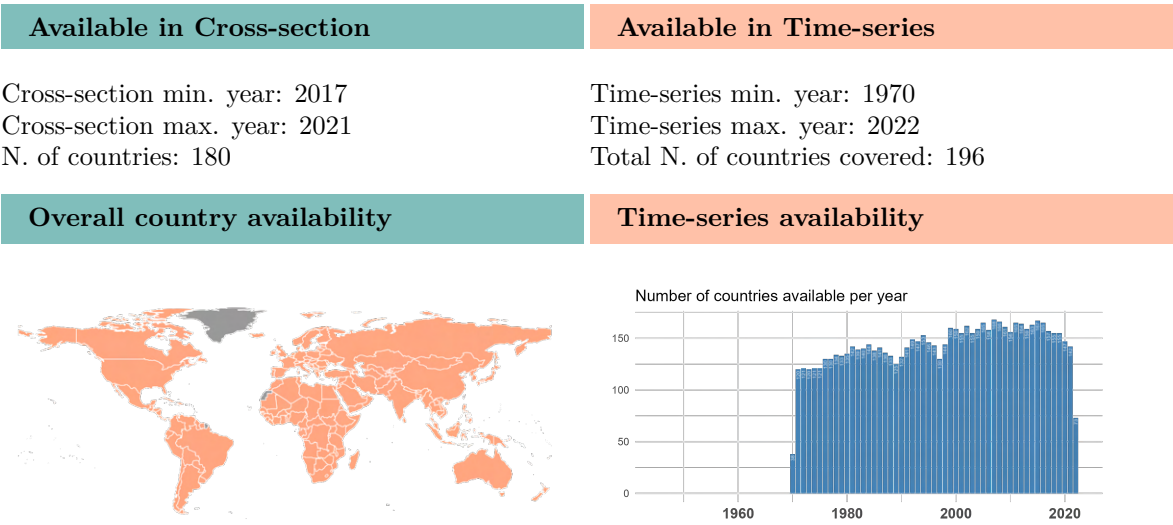 Available in Cross-section
Available in Time-series
Cross-section min. year: 2017
Cross-section max. year: 2021
N. of countries: 180
Time-series min. year: 1970
Time-series max. year: 2022
Total N. of countries covered: 196
Overall country availability
Time-series availability
Number of countries available per year
150
100
50
0
1960
1980
2000
2020